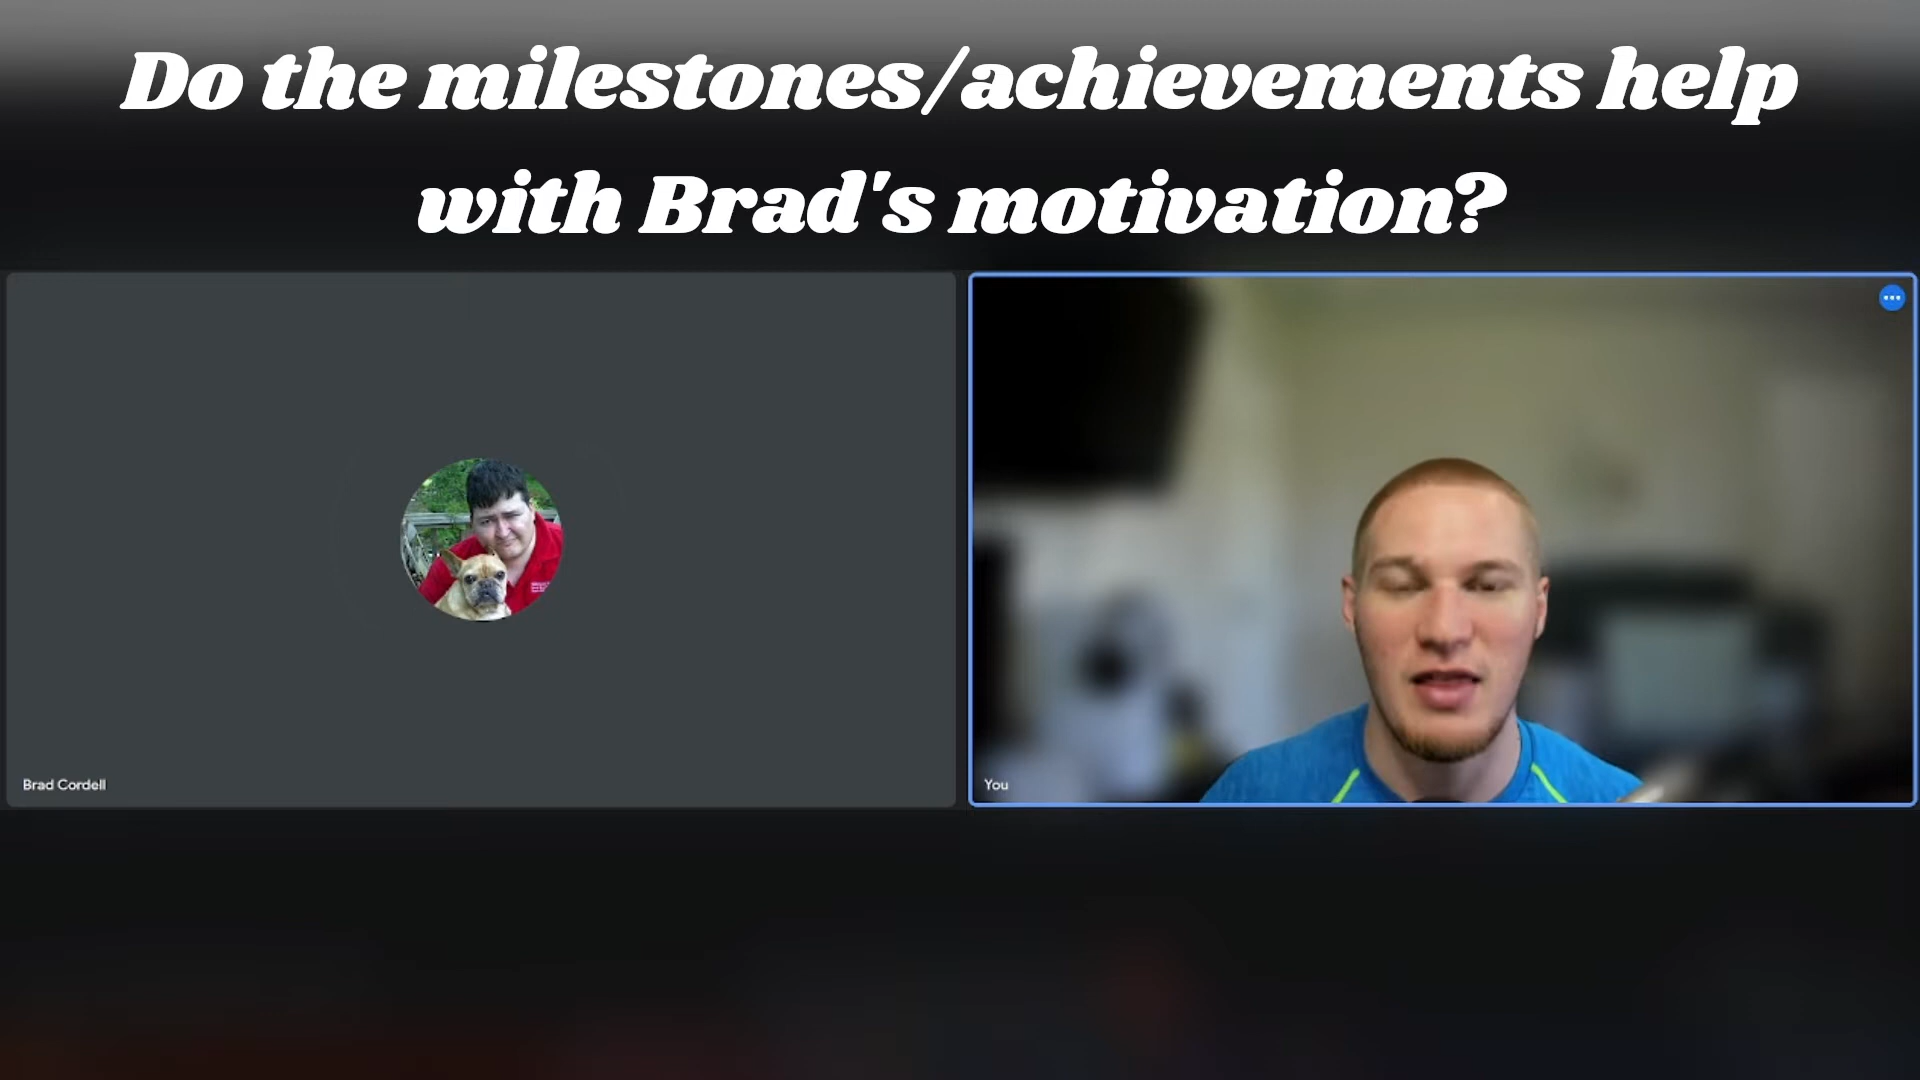 Do the milestones/achievements help
with Brad's motivation?
Brad Cordell
You